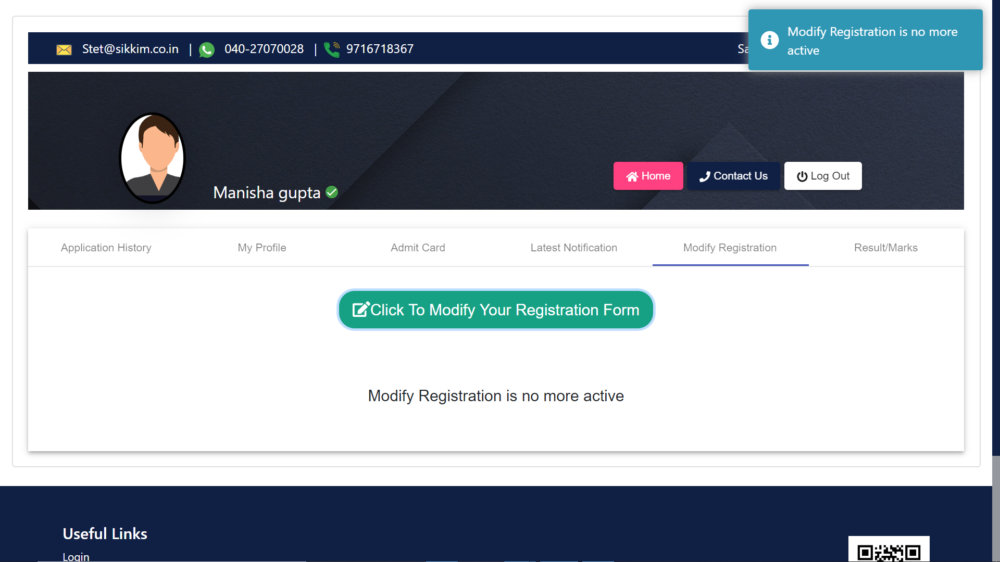 Modify Registration is no more
active
Stet@sikkim.co.in | 040-27070028 | 9716718367
Manisha gupta
Home Contact Us Log Out
Application History My Profile Admit Card Latest Notification Modify Registration Result/Marks
Click To Modify Your Registration Form
Modify Registration is no more active
Useful Links
Login